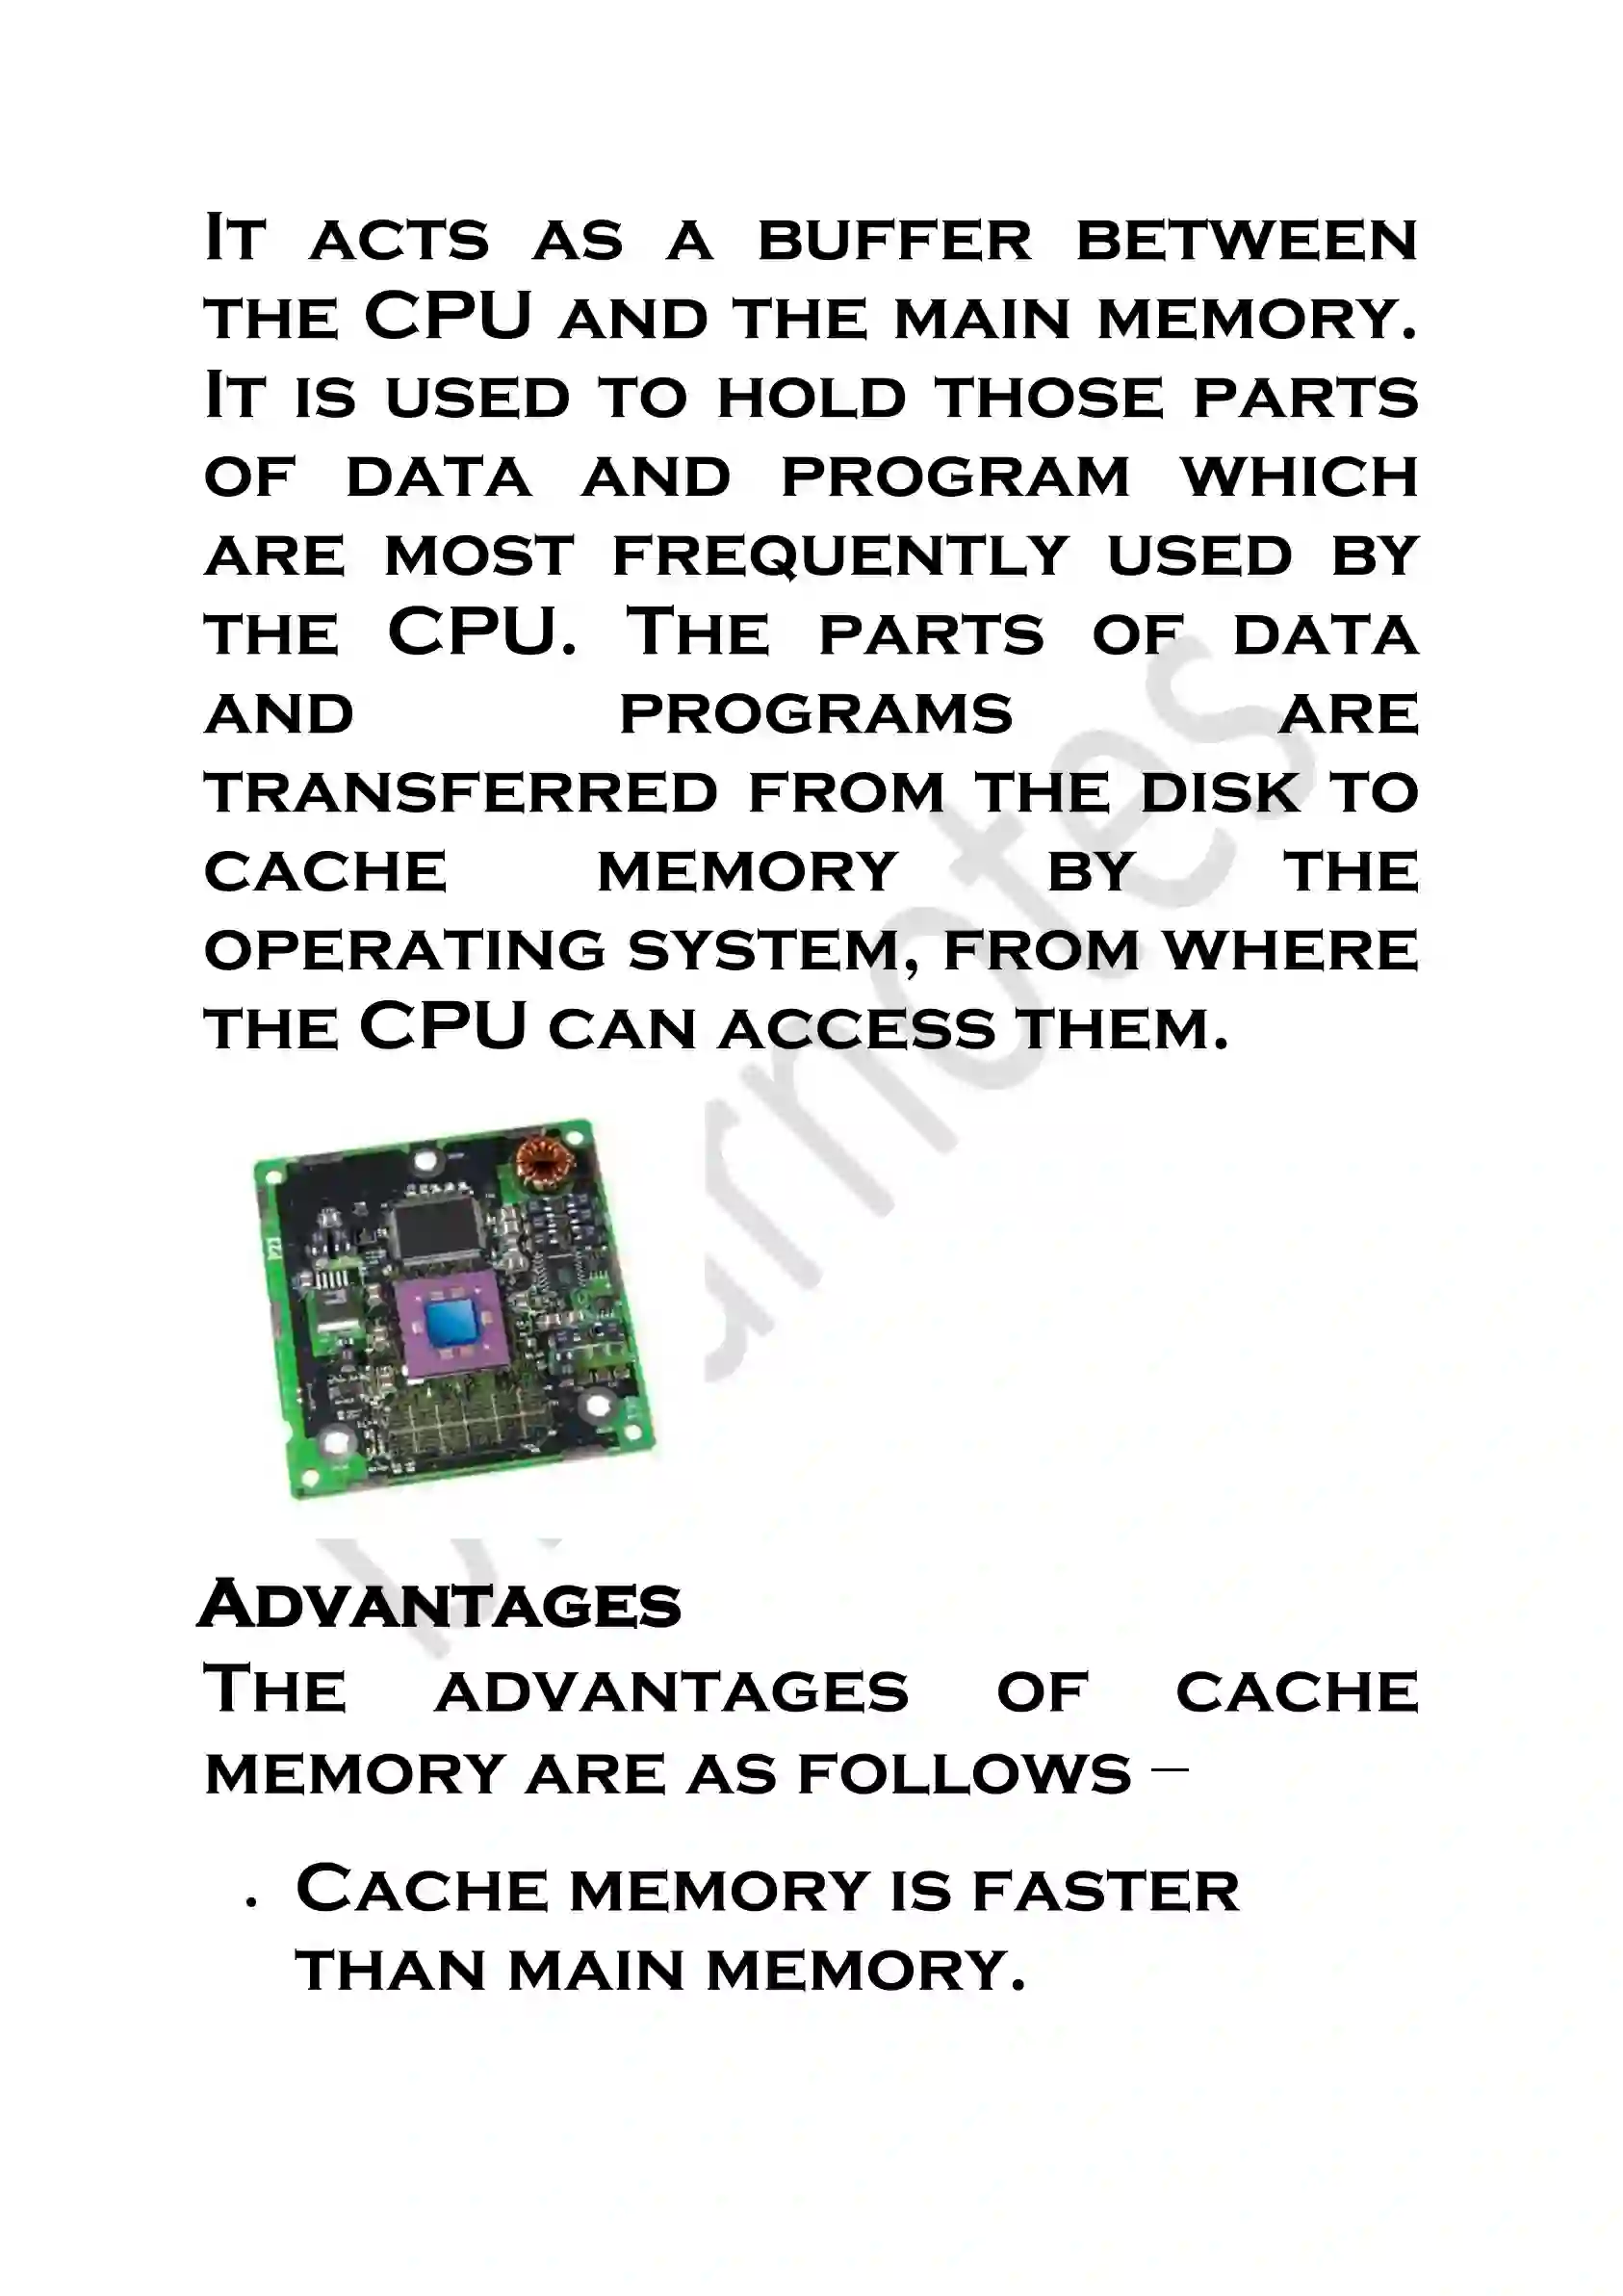 It acts as a buffer between
the CPU and the main memory.
It is used to hold those parts
of data and program which
are most frequently used by
the CPU. The parts of data
and programs are
transferred from the disk to
cache memory by the
operating system, from where
the CPU can access them.
Advantages
The advantages of cache
memory are as follows –
. Cache memory is faster
than main memory.